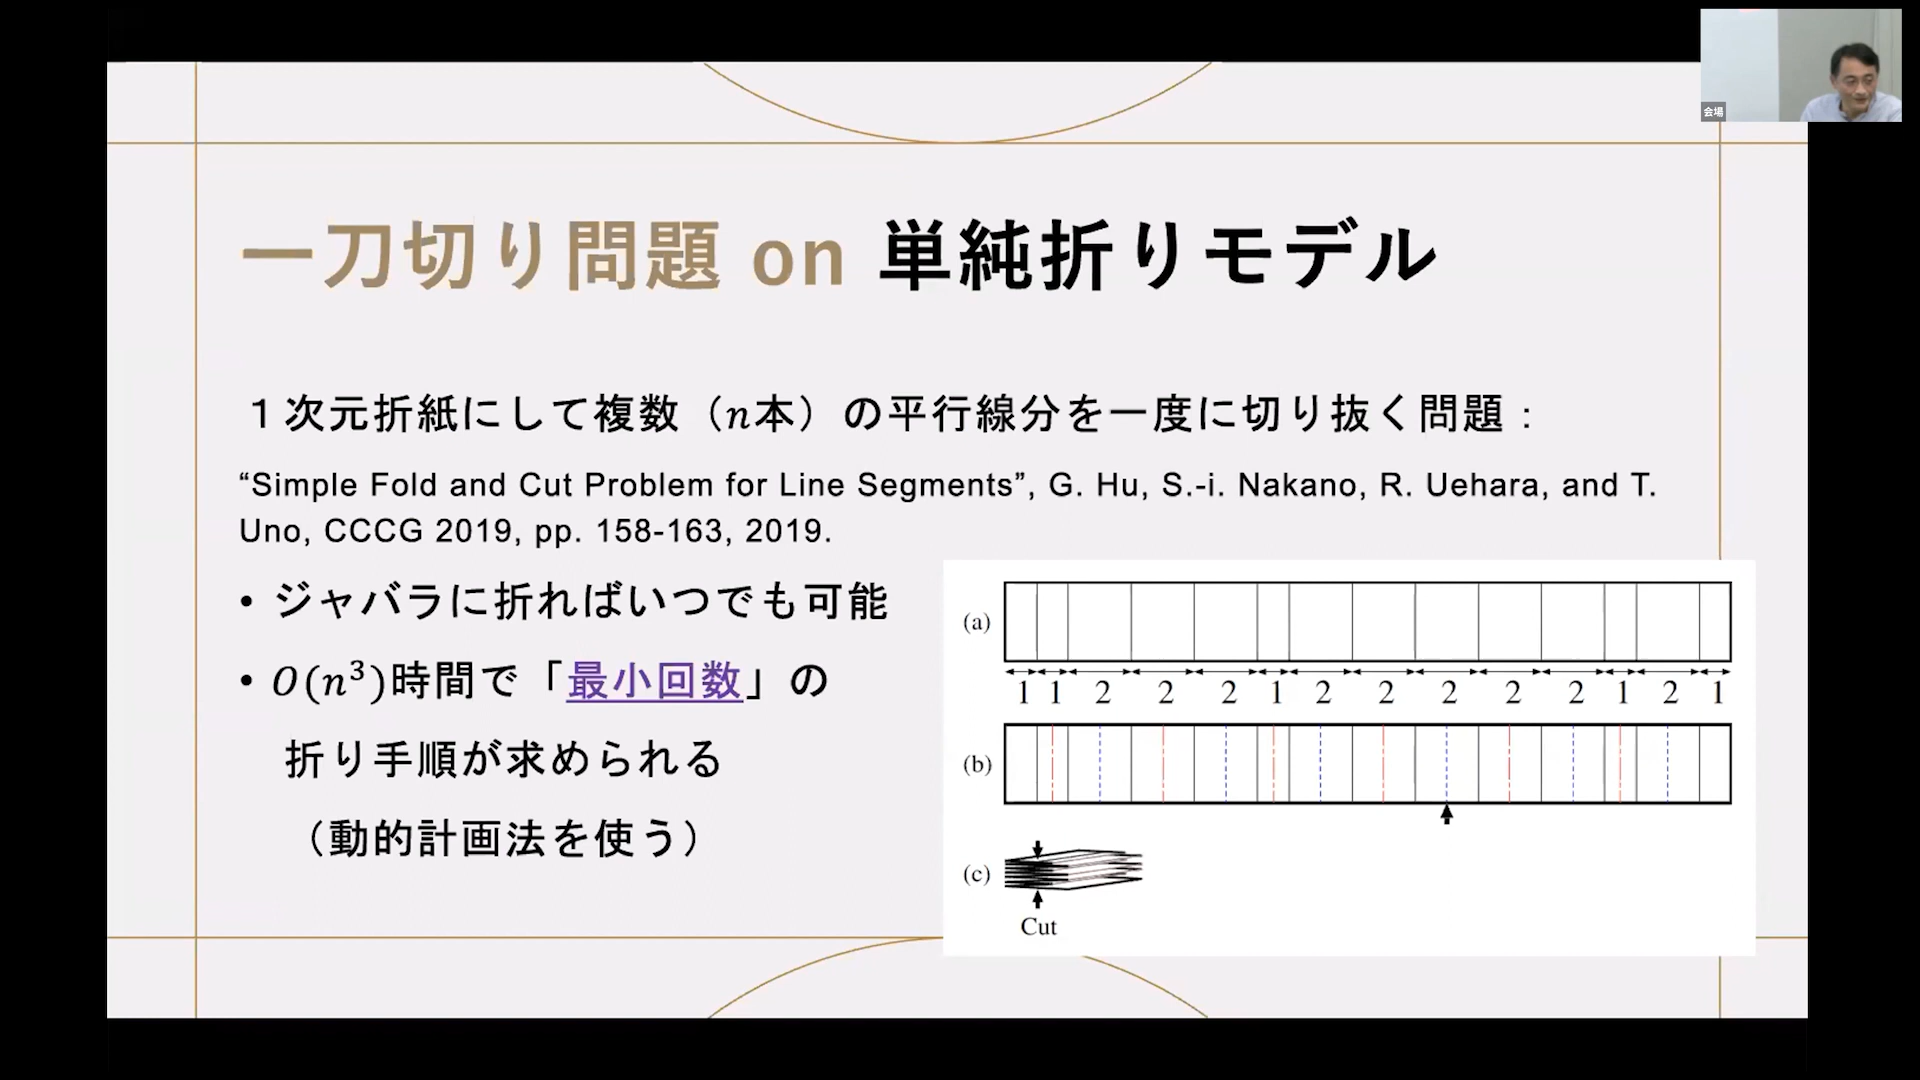 会場
一刀切り問題 on 単純折りモデル
１次元折紙にして複数（n本）の平行線分を一度に切り抜く問題：
“Simple Fold and Cut Problem for Line Segments”, G. Hu, S.-i. Nakano, R. Uehara, and T.
Uno, CCCG 2019, pp. 158-163, 2019.
• ジャバラに折ればいつでも可能
• O(n³)時間で「最小回数」の
折り手順が求められる
（動的計画法を使う）
(a)
1 1 2 2 2 1 2 2 2 2 2 1 2 1
(b)
(c)
Cut